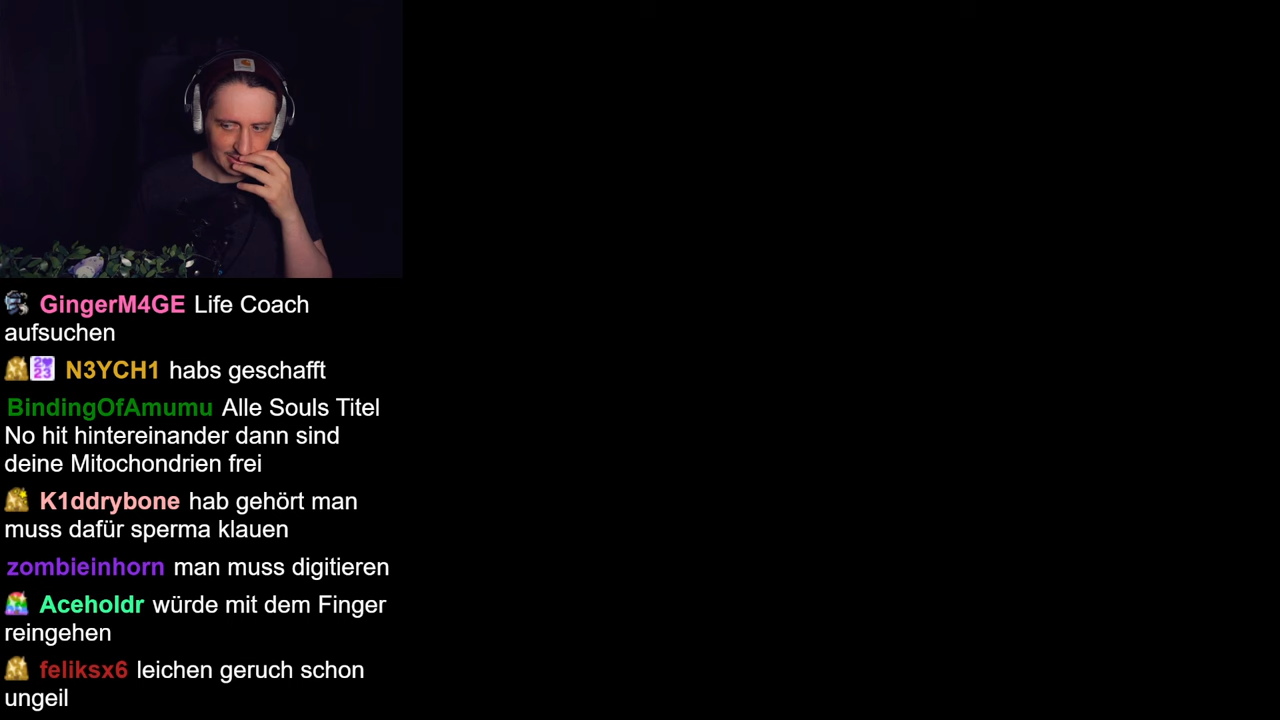 GingerM4GE Life Coach
aufsuchen
2023 N3YCH1 habs geschafft
BindingOfAmumu Alle Souls Titel
No hit hintereinander dann sind
deine Mitochondrien frei
K1ddrybone hab gehört man
muss dafür sperma klauen
zombieinhorn man muss digitieren
Aceholdr würde mit dem Finger
reingehen
feliksx6 leichen geruch schon
ungeil